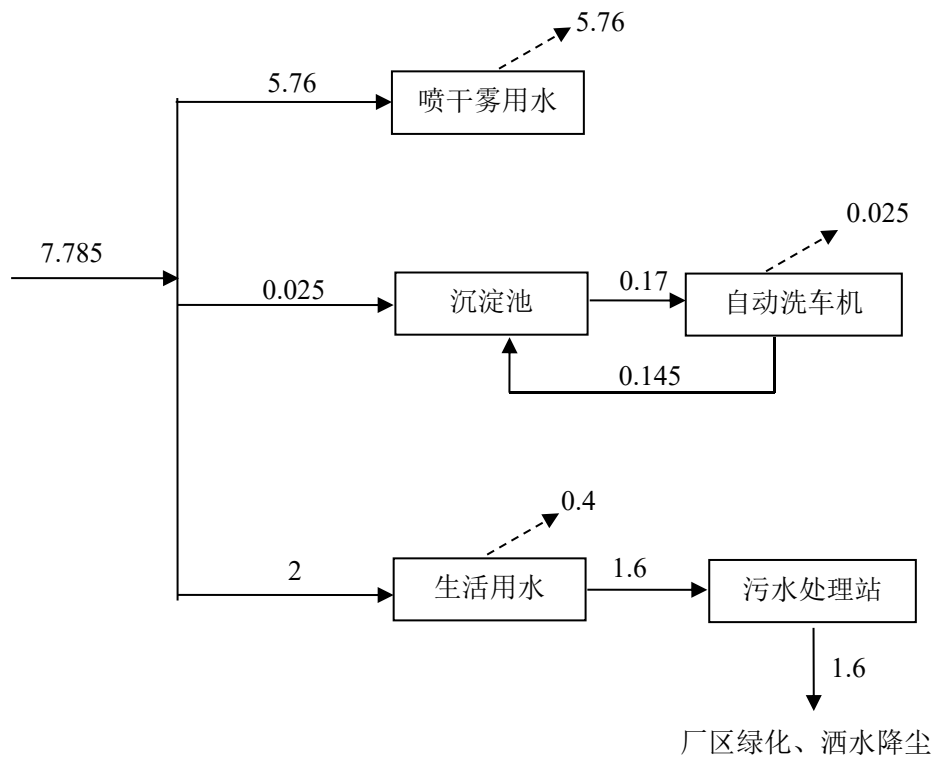 5.76
5.76
喷干雾用水
0.025
7.785
0.025
沉淀池
0.17
自动洗车机
0.145
0.4
2
生活用水
1.6
污水处理站
1.6
厂区绿化、洒水降尘